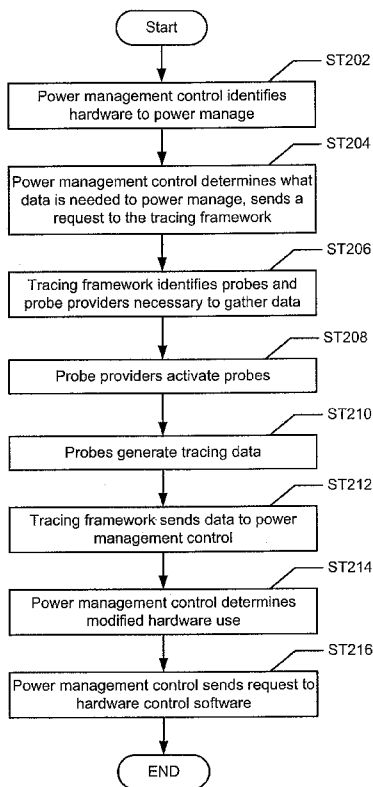 Start
ST202
Power management control identifies
hardware to power manage
ST204
Power management control determines what
data is needed to power manage, sends a
request to the tracing framework
ST206
Tracing framework identifies probes and
probe providers necessary to gather data
ST208
Probe providers activate probes
ST210
Probes generate tracing data
ST212
Tracing framework sends data to power
management control
ST214
Power management control determines
modified hardware use
ST216
Power management control sends request to
hardware control software
END